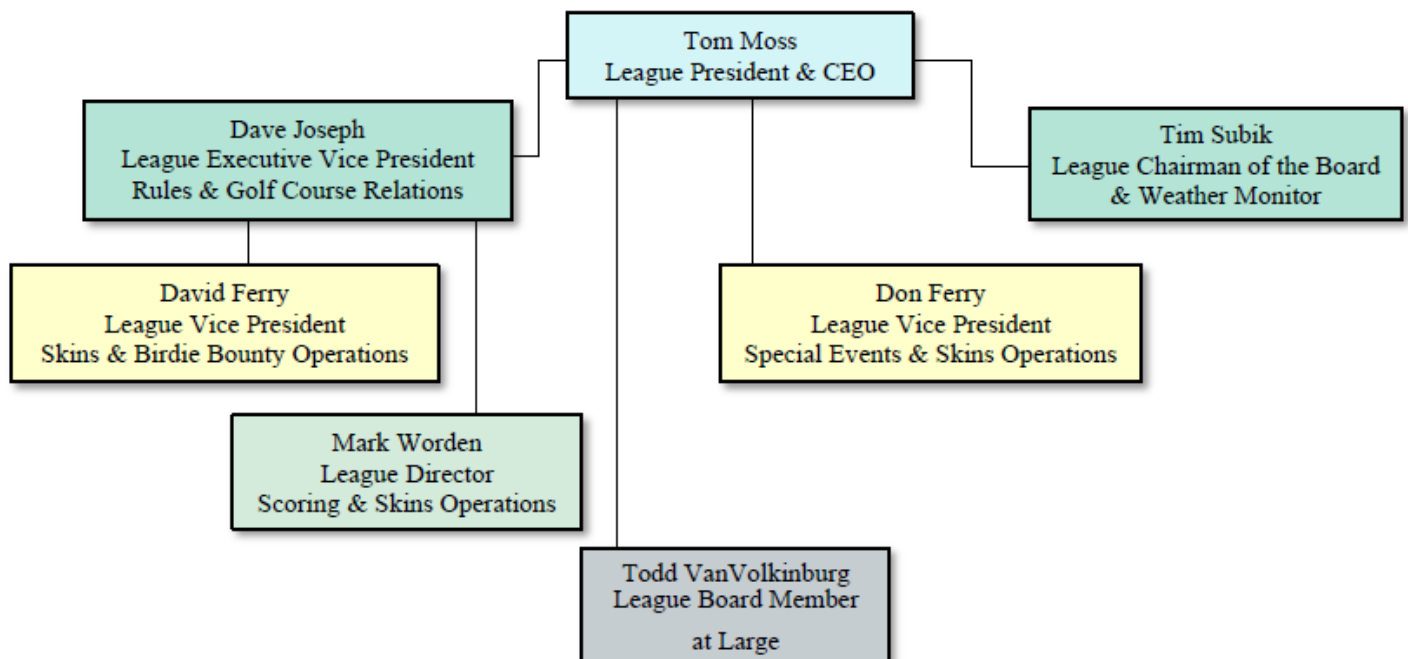 Tom Moss
League President & CEO
Dave Joseph
League Executive Vice President
Rules & Golf Course Relations
Tim Subik
League Chairman of the Board
& Weather Monitor
David Ferry
League Vice President
Skins & Birdie Bounty Operations
Don Ferry
League Vice President
Special Events & Skins Operations
Mark Worden
League Director
Scoring & Skins Operations
Todd VanVolkinburg
League Board Member
at Large